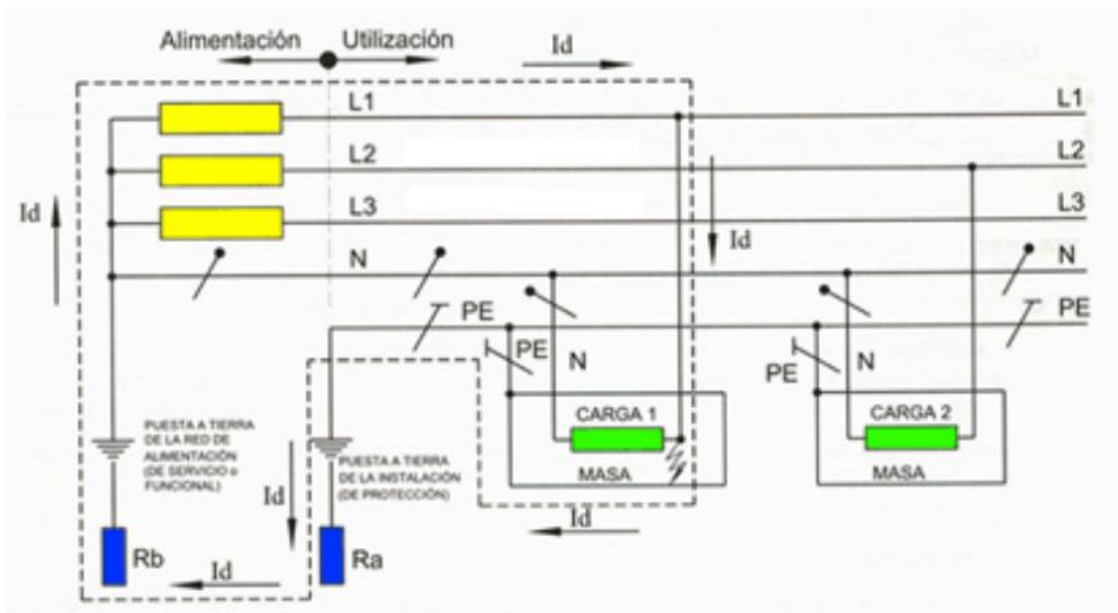 Alimentación Utilización
Id
L1
L1
L2
L2
L3
L3
Id
Id
N
N
PE
PE
PE
N
PE
N
CARGA 1
CARGA 2
MASA
MASA
PUESTA A TIERRA
DE LA RED DE
ALIMENTACIÓN
(DE SERVICIO o
FUNCIONAL)
PUESTA A TIERRA
DE LA INSTALACIÓN
(DE PROTECCIÓN)
Id
Id
Rb
Id
Ra